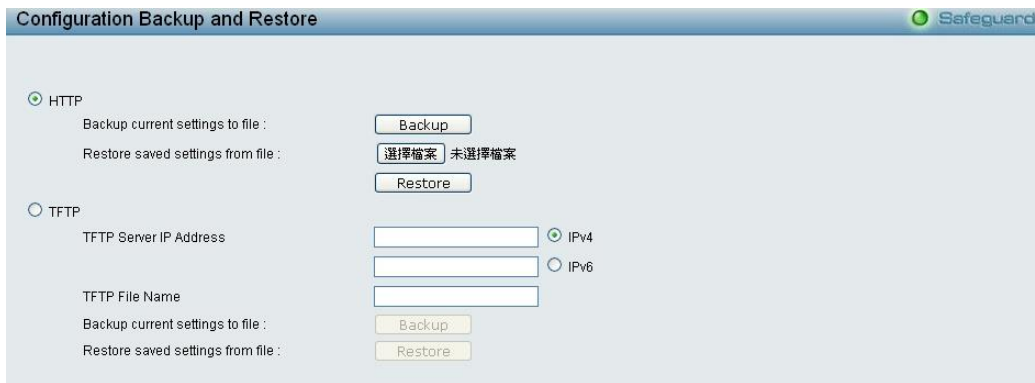 Configuration Backup and Restore Safeguard
HTTP
Backup current settings to file : Backup
Restore saved settings from file : 選擇檔案 未選擇檔案
Restore
TFTP
TFTP Server IP Address IPv4
IPv6
TFTP File Name
Backup current settings to file : Backup
Restore saved settings from file : Restore